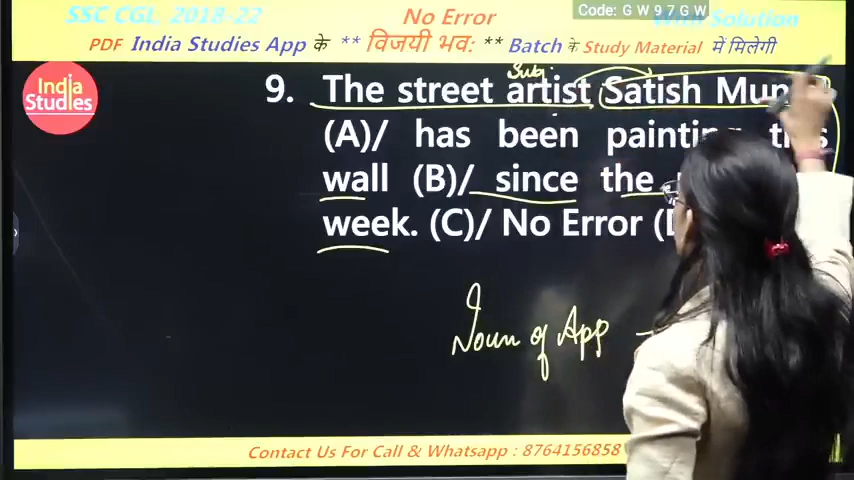 Code: G W 9 7 G W
SSC CGL 2018-22 No Error With Solution
PDF India Studies App के ** विजयी भव: ** Batch के Study Material में मिलेगी
India
Studies
Subj
9. The street artist Satish
(A)/ has been painting
wall (B)/ since the
week. (C)/ No Error
Noun of App
Contact Us For Call & Whatsapp : 8764156858